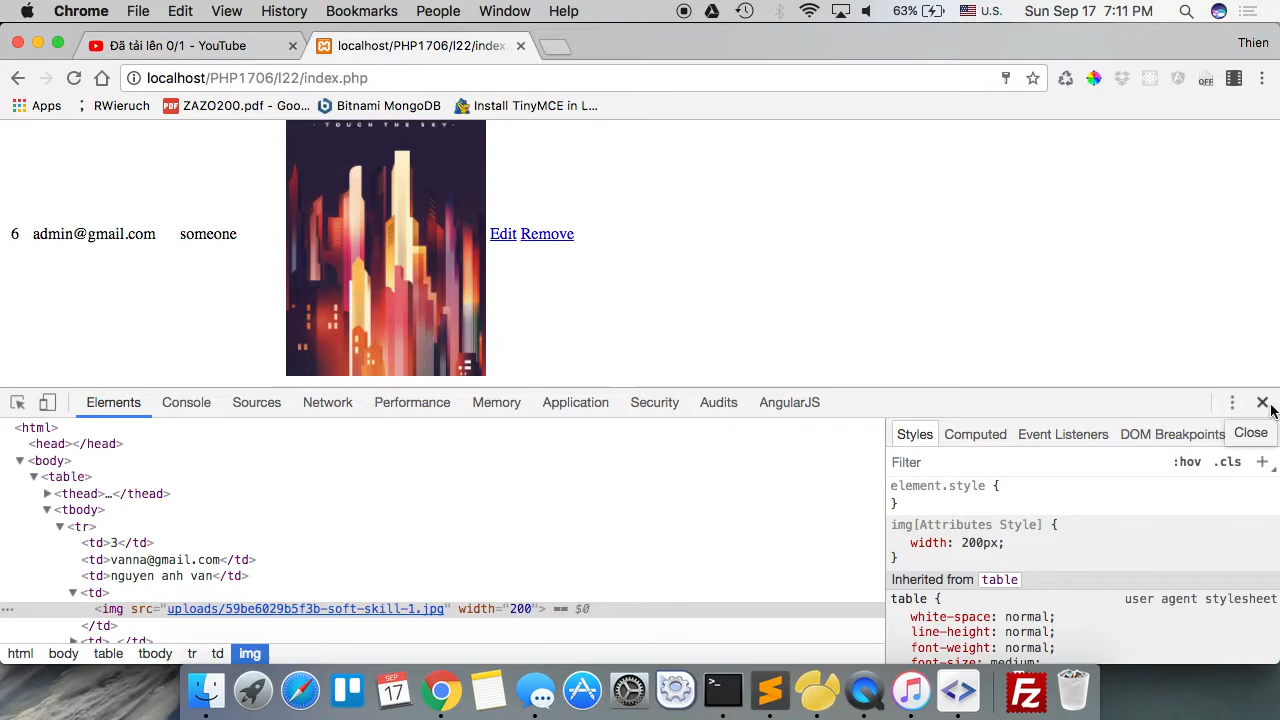 Chrome File Edit View History Bookmarks People Window Help 63% U.S. Sun Sep 17 7:11 PM
Đã tải lên 0/1 - YouTube × localhost/PHP1706/l22/index. × Thien
localhost/PHP1706/l22/index.php OFF
Apps RWieruch PDF ZAZO200.pdf - Goo... Bitnami MongoDB Install TinyMCE in L...
TOUCH THE SKY
6 admin@gmail.com someone Edit Remove
Elements Console Sources Network Performance Memory Application Security Audits AngularJS
Close
<html>
<head></head>
<body>
<table>
<thead>…</thead>
<tbody>
<tr>
<td>3</td>
<td>vanna@gmail.com</td>
<td>nguyen anh van</td>
<td>
<img src="uploads/59be6029b5f3b-soft-skill-1.jpg" width="200"> == $0
</td>
html body table tbody tr td img
Styles Computed Event Listeners DOM Breakpoints
Filter :hov .cls +
element.style {
}
img[Attributes Style] {
width: 200px;
}
Inherited from table
table { user agent stylesheet
white-space: normal;
line-height: normal;
font-weight: normal;
font-size: medium;
SEP
17